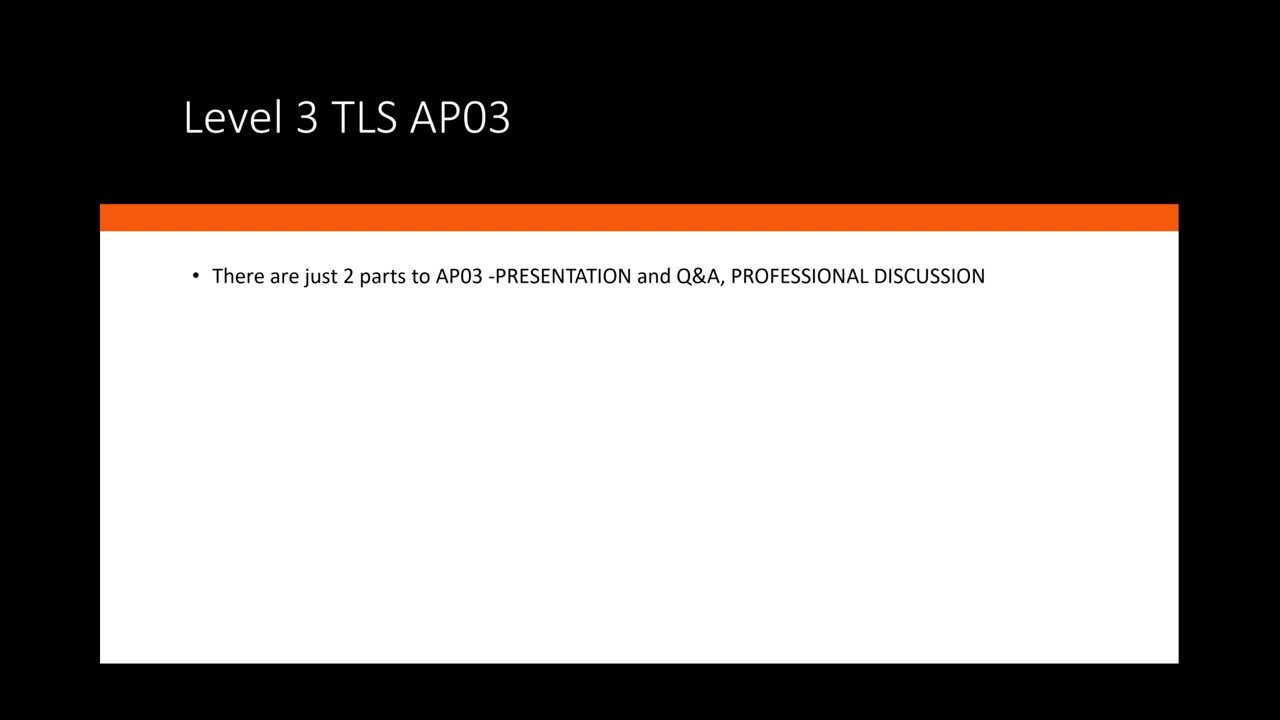 Level 3 TLS AP03
• There are just 2 parts to AP03 -PRESENTATION and Q&A, PROFESSIONAL DISCUSSION